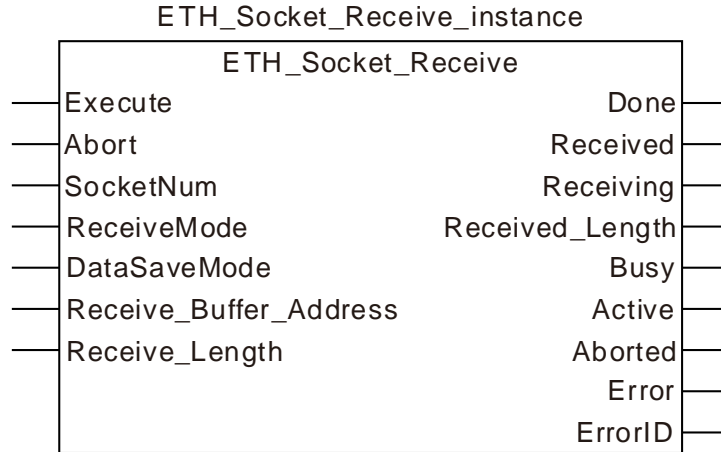 ETH_Socket_Receive_instance
ETH_Socket_Receive
Execute Done
Abort Received
SocketNum Receiving
ReceiveMode Received_Length
DataSaveMode Busy
Receive_Buffer_Address Active
Receive_Length Aborted
Error
ErrorID